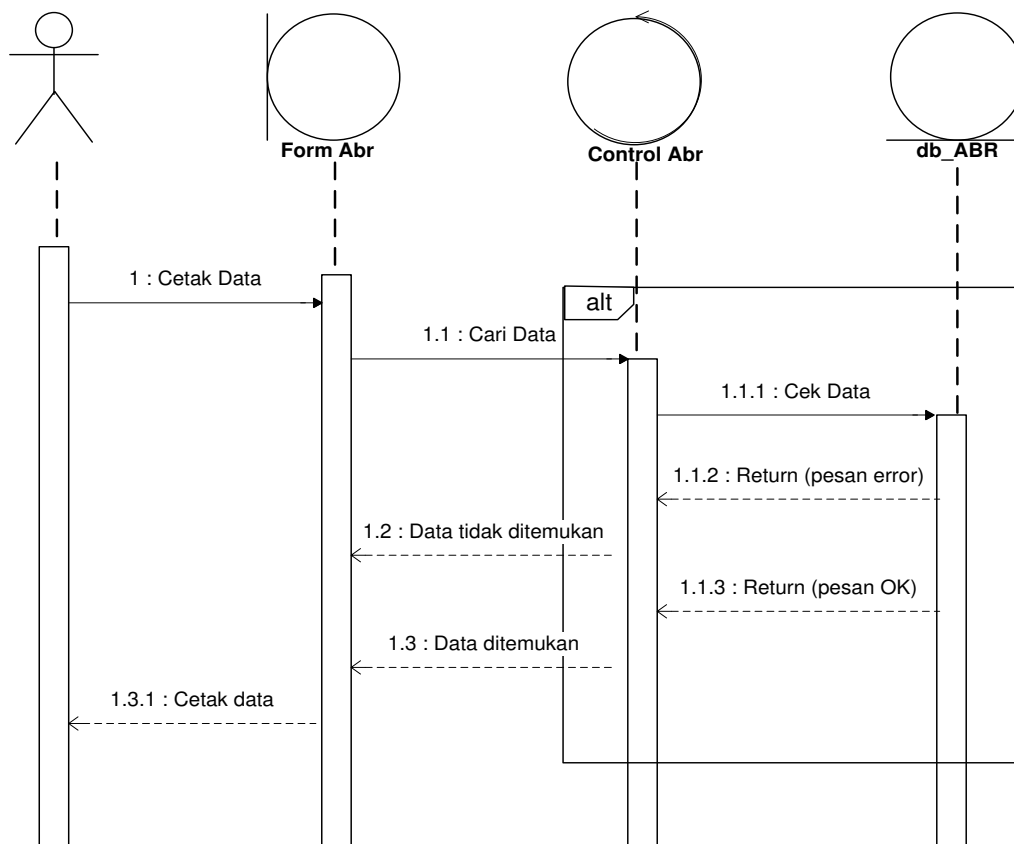 Form Abr
Control Abr
db_ABR
1 : Cetak Data
alt
1.1 : Cari Data
1.1.1 : Cek Data
1.1.2 : Return (pesan error)
1.2 : Data tidak ditemukan
1.1.3 : Return (pesan OK)
1.3 : Data ditemukan
1.3.1 : Cetak data